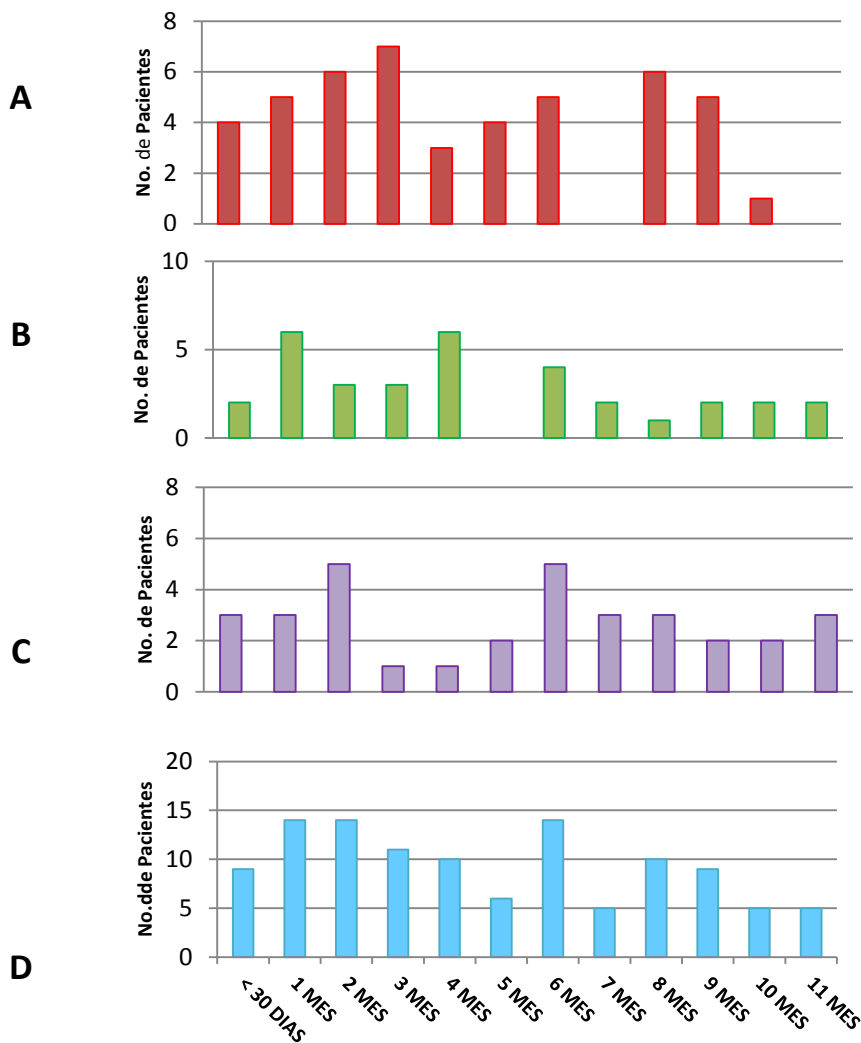 A
No. de Pacientes
8
6
4
2
0
B
No. de Pacientes
10
5
0
C
No. de Pacientes
8
6
4
2
0
D
No.dde Pacientes
20
15
10
5
0
< 30 DIAS
1 MES
2 MES
3 MES
4 MES
5 MES
6 MES
7 MES
8 MES
9 MES
10 MES
11 MES